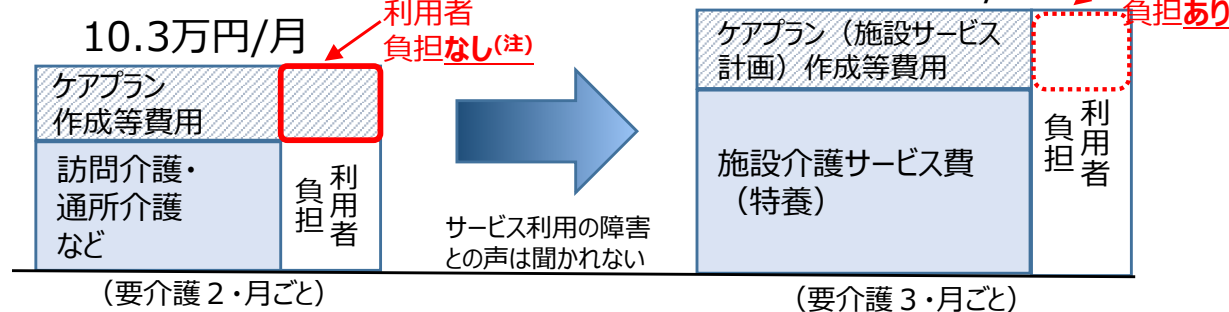 10.3万円/月
利用者
負担なし(注)
ケアプラン
作成等費用
訪問介護・
通所介護
など
利用者
負担
(要介護２・月ごと)
サービス利用の障害
との声は聞かれない
負担あり
ケアプラン(施設サービス
計画)作成等費用
施設介護サービス費
(特養)
利用者
負担
(要介護３・月ごと)